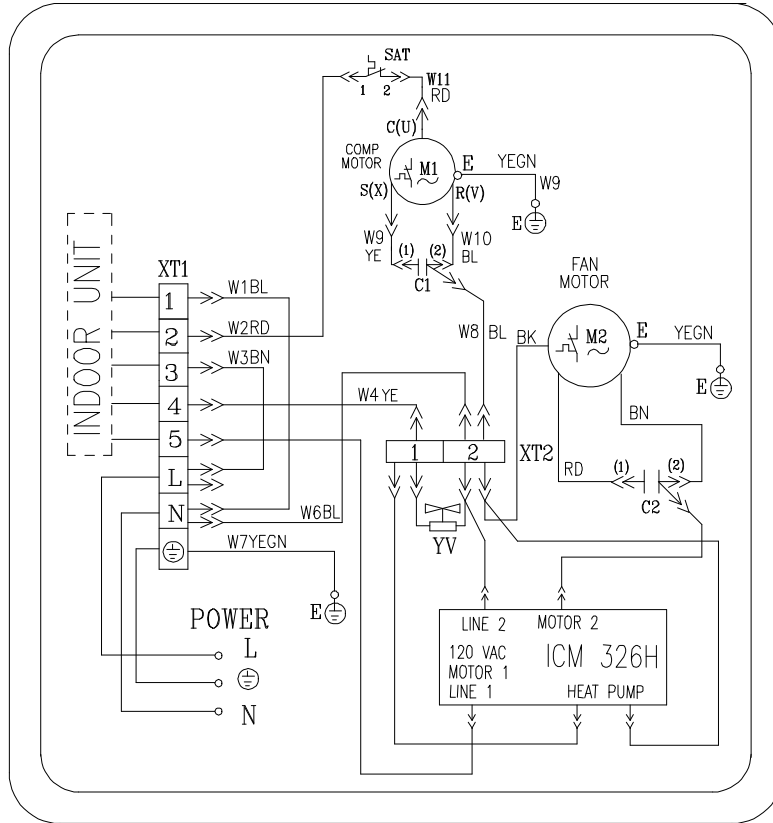 SAT
1 2
W11
RD
C(U)
COMP
MOTOR
M1
E
YEGN
W9
S(X)
R(V)
E
W9
YE
W10
BL
(1)
(2)
C1
INDOOR UNIT
XT1
1
2
3
4
5
L
N
W1BL
W2RD
W3BN
W4YE
W6BL
W7YEGN
E
W8 BL
BK
FAN
MOTOR
M2
E
YEGN
E
BN
RD
(1)
(2)
C2
1
2
XT2
YV
POWER
L
N
LINE 2
MOTOR 2
120 VAC
MOTOR 1
LINE 1
ICM 326H
HEAT PUMP